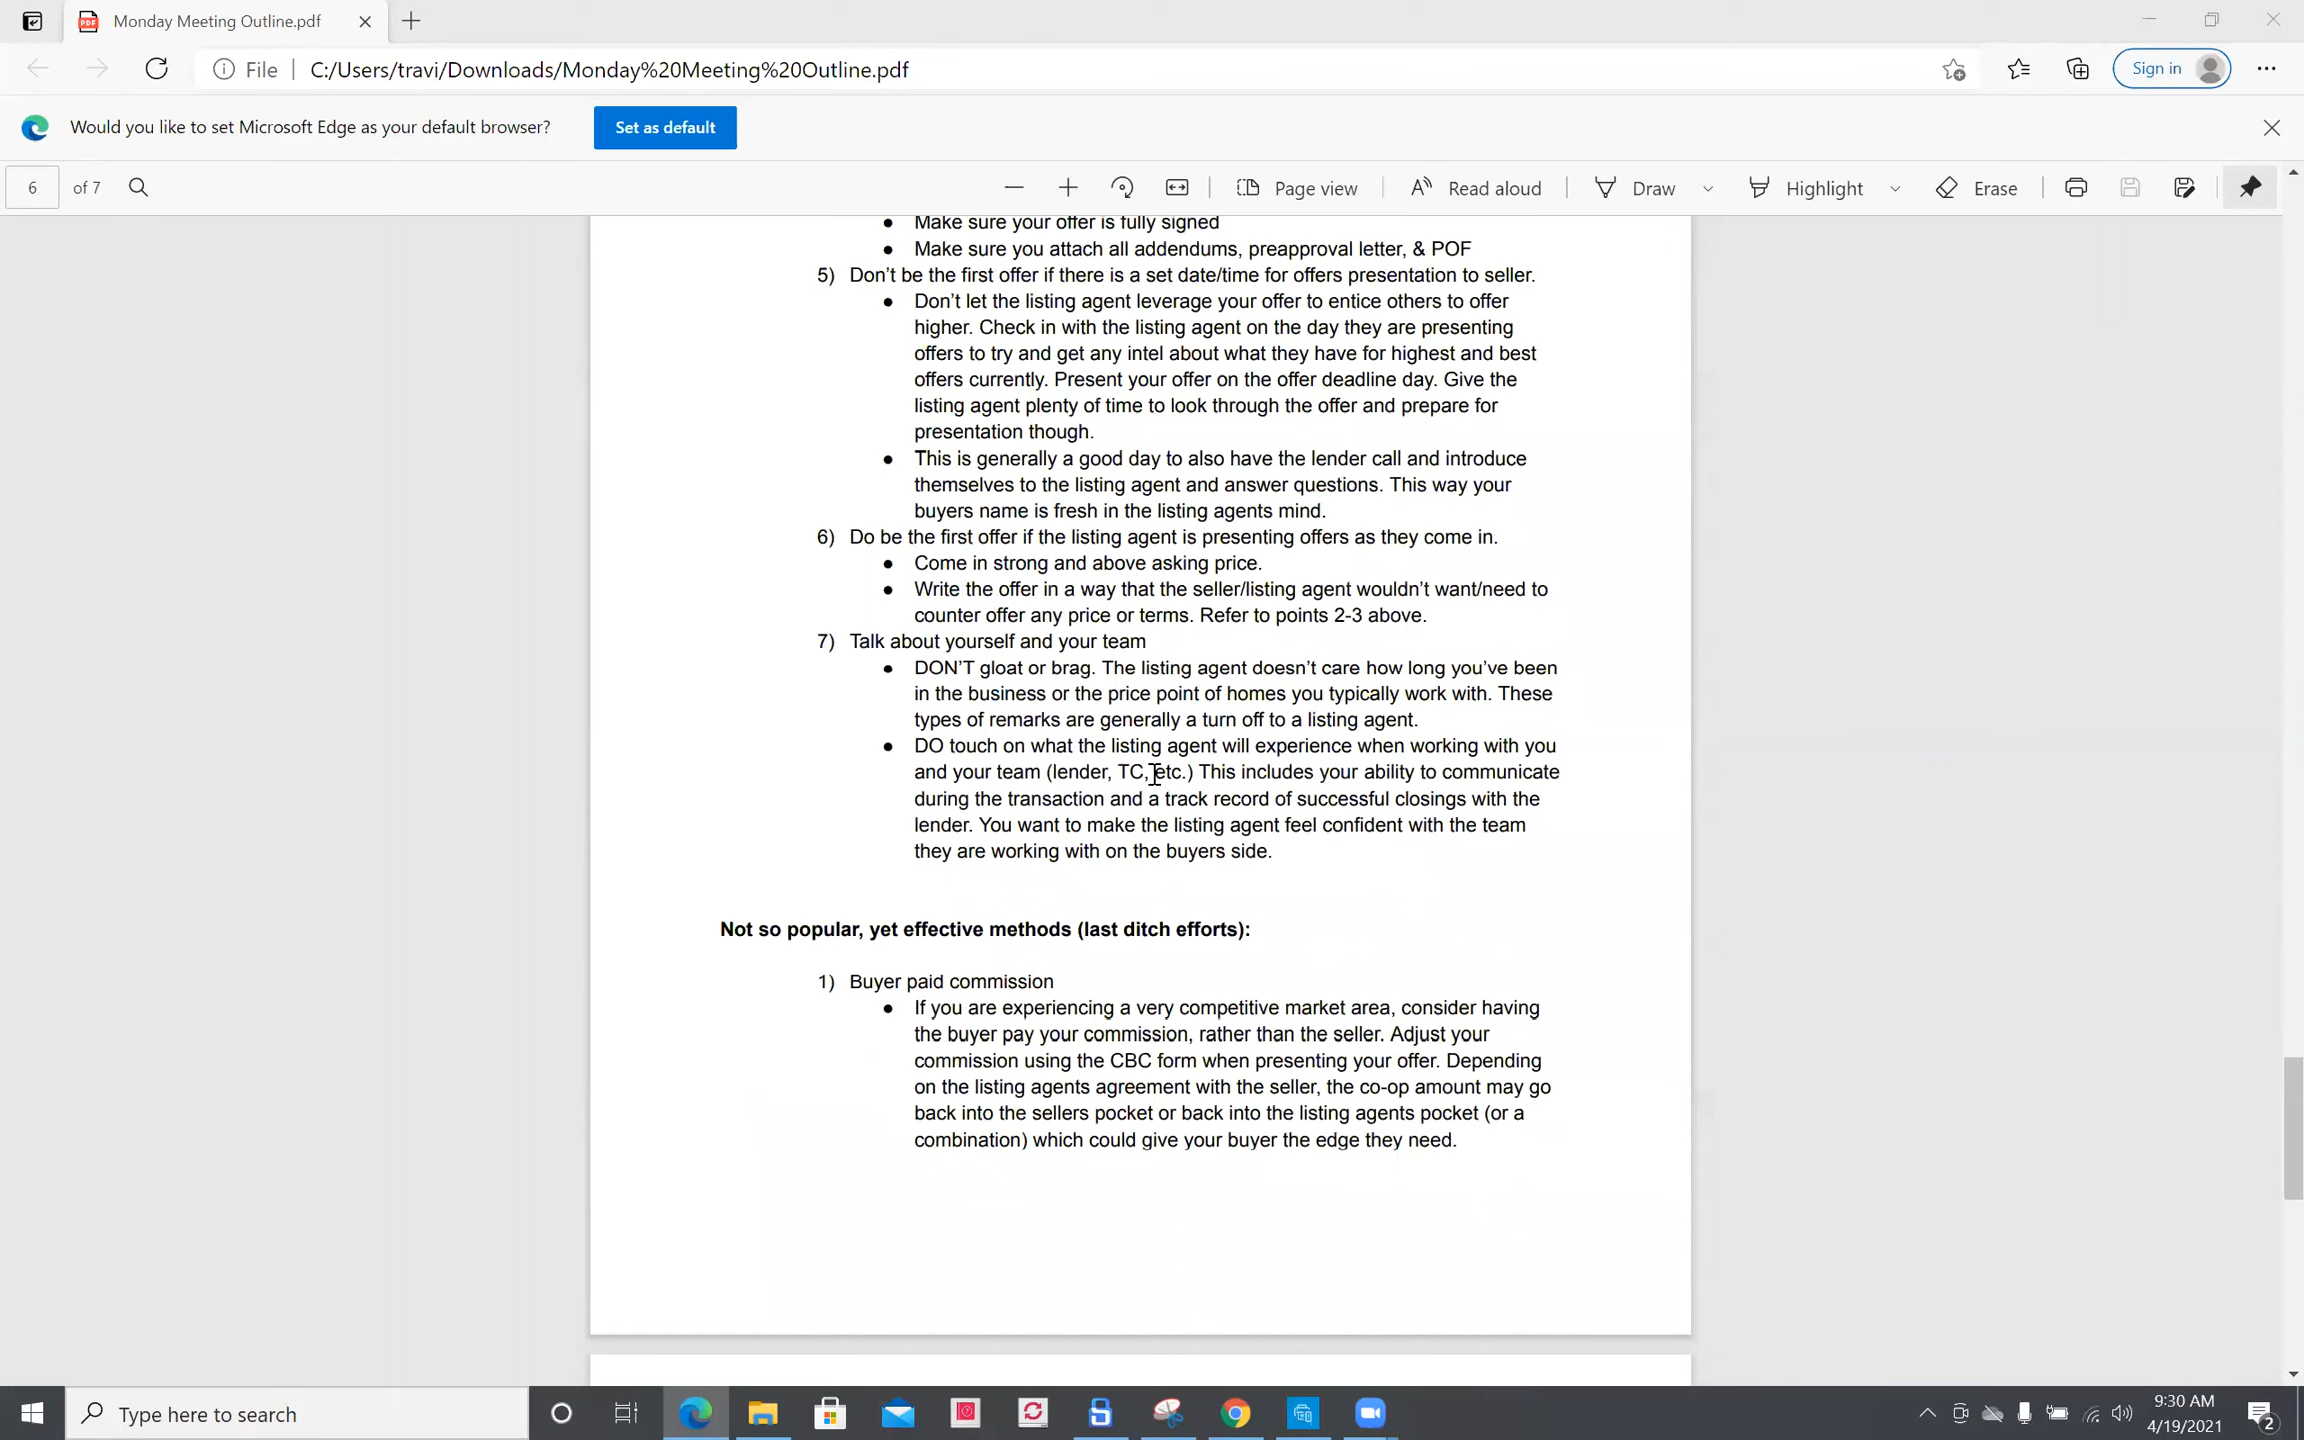 Monday Meeting Outline.pdf
File
C:/Users/travi/Downloads/Monday%20Meeting%20Outline.pdf
Sign in
Would you like to set Microsoft Edge as your default browser?
Set as default
6 of 7
Page view
Read aloud
Draw
Highlight
Erase
● Make sure your offer is fully signed
● Make sure you attach all addendums, preapproval letter, & POF
5) Don’t be the first offer if there is a set date/time for offers presentation to seller.
● Don’t let the listing agent leverage your offer to entice others to offer
higher. Check in with the listing agent on the day they are presenting
offers to try and get any intel about what they have for highest and best
offers currently. Present your offer on the offer deadline day. Give the
listing agent plenty of time to look through the offer and prepare for
presentation though.
● This is generally a good day to also have the lender call and introduce
themselves to the listing agent and answer questions. This way your
buyers name is fresh in the listing agents mind.
6) Do be the first offer if the listing agent is presenting offers as they come in.
● Come in strong and above asking price.
● Write the offer in a way that the seller/listing agent wouldn’t want/need to
counter offer any price or terms. Refer to points 2-3 above.
7) Talk about yourself and your team
● DON’T gloat or brag. The listing agent doesn’t care how long you’ve been
in the business or the price point of homes you typically work with. These
types of remarks are generally a turn off to a listing agent.
● DO touch on what the listing agent will experience when working with you
and your team (lender, TC, etc.) This includes your ability to communicate
during the transaction and a track record of successful closings with the
lender. You want to make the listing agent feel confident with the team
they are working with on the buyers side.
Not so popular, yet effective methods (last ditch efforts):
1) Buyer paid commission
● If you are experiencing a very competitive market area, consider having
the buyer pay your commission, rather than the seller. Adjust your
commission using the CBC form when presenting your offer. Depending
on the listing agents agreement with the seller, the co-op amount may go
back into the sellers pocket or back into the listing agents pocket (or a
combination) which could give your buyer the edge they need.
Type here to search
9:30 AM
4/19/2021
2